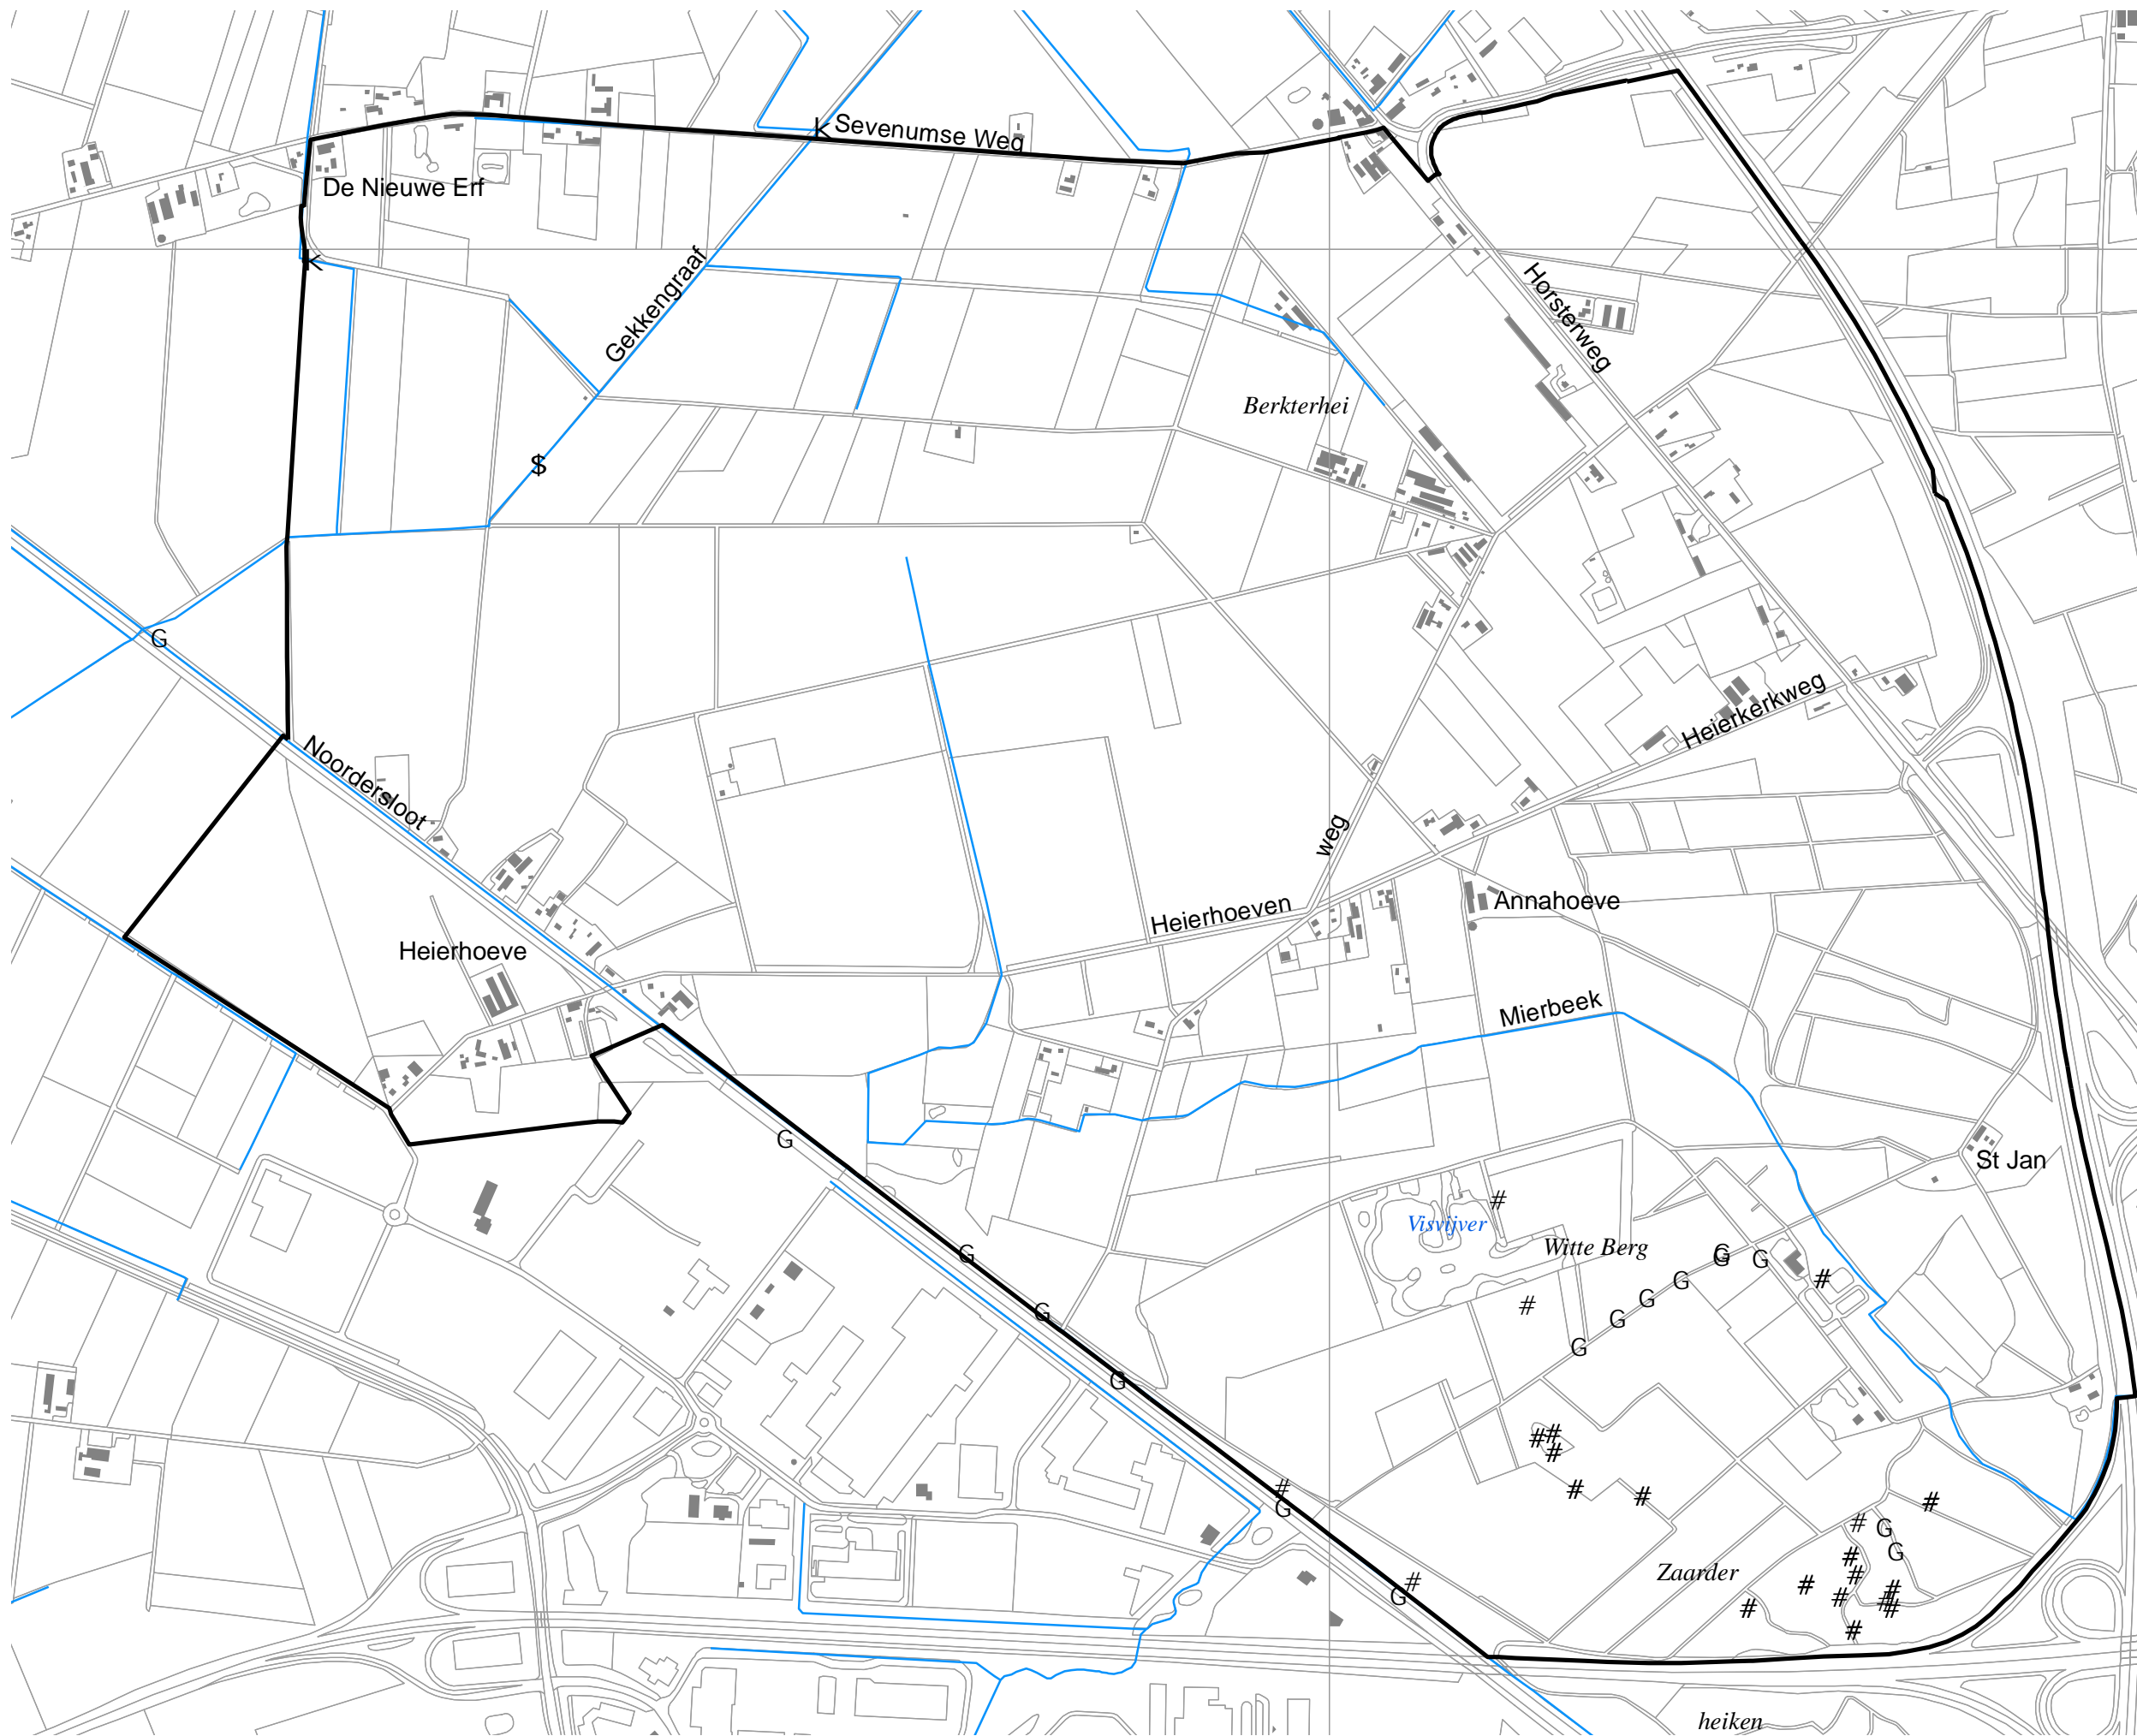 K Sevenumse Weg
De Nieuwe Erf
K
Gekkengraaf
Horsterweg
Berkterhei
$
G
Heierkerkweg
Noordersloot
weg
Annahoeve
Heierhoeven
Heierhoeve
Mierbeek
G
St Jan
#
Visvijver
Witte Berg
G
G
G
G
#
G
#
G
G
G
G
G
#
#
#
#
#
#
G
#
#
G
G
#
Zaarder
#
#
#
#
#
#
#
#
#
G
#
heiken